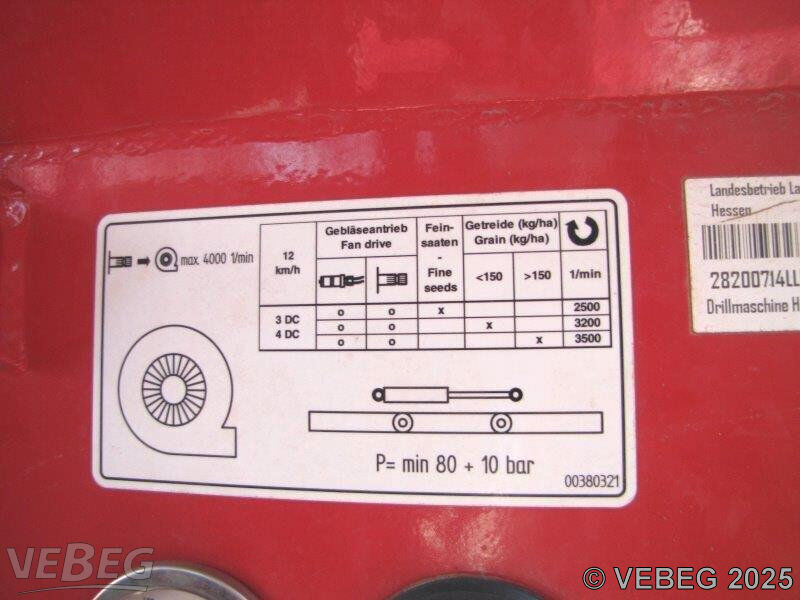 max. 4000 1/min
12
km/h
Gebläseantrieb
Fan drive
Fein-
saaten
-
Fine
seeds
Getreide (kg/ha)
Grain (kg/ha)
<150 >150 1/min
3 DC
4 DC
o o x 2500
o o x 3200
o o x 3500
P= min 80 + 10 bar
00380321
Landesbetrieb
Hessen
28200714LL
Drillmaschine
VEBEG
© VEBEG 2025